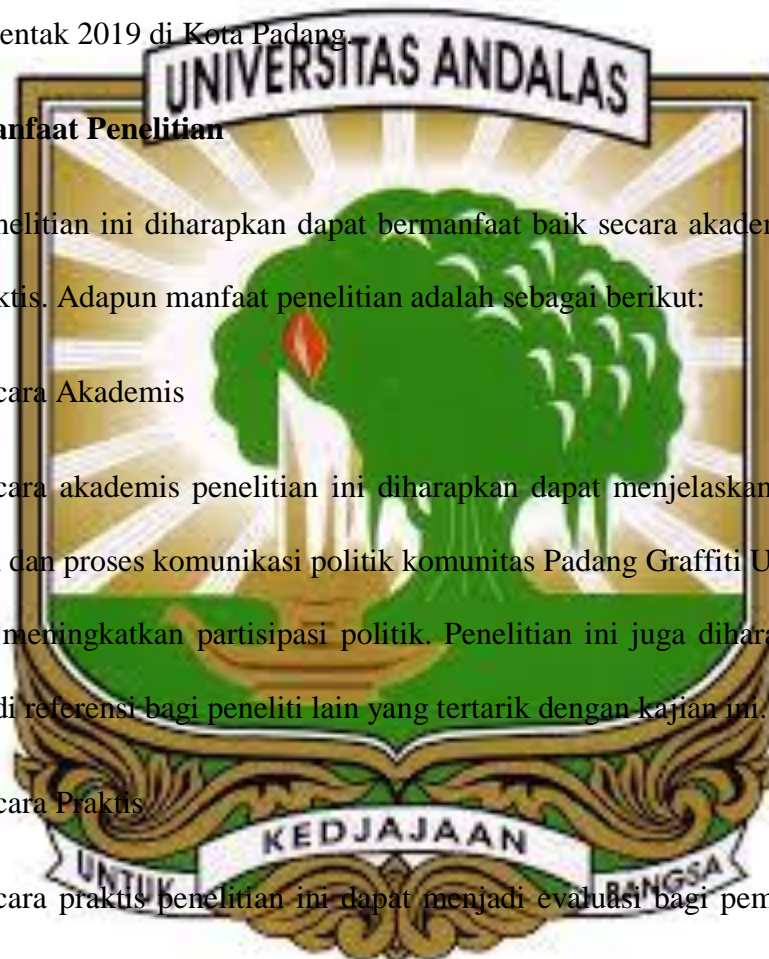 entak 2019 di Kota Padang.
UNIVERSITAS ANDALAS
anfaat Penelitian
nelitian ini diharapkan dapat bermanfaat baik secara akaden
ktis. Adapun manfaat penelitian adalah sebagai berikut:
cara Akademis
cara akademis penelitian ini diharapkan dapat menjelaskan
dan proses komunikasi politik komunitas Padang Graffiti U
meningkatkan partisipasi politik. Penelitian ini juga dihara
di referensi bagi peneliti lain yang tertarik dengan kajian ini.
cara Praktis
KEDJAJAAN
UNTUK BANGSA
cara praktis penelitian ini dapat menjadi evaluasi bagi pem